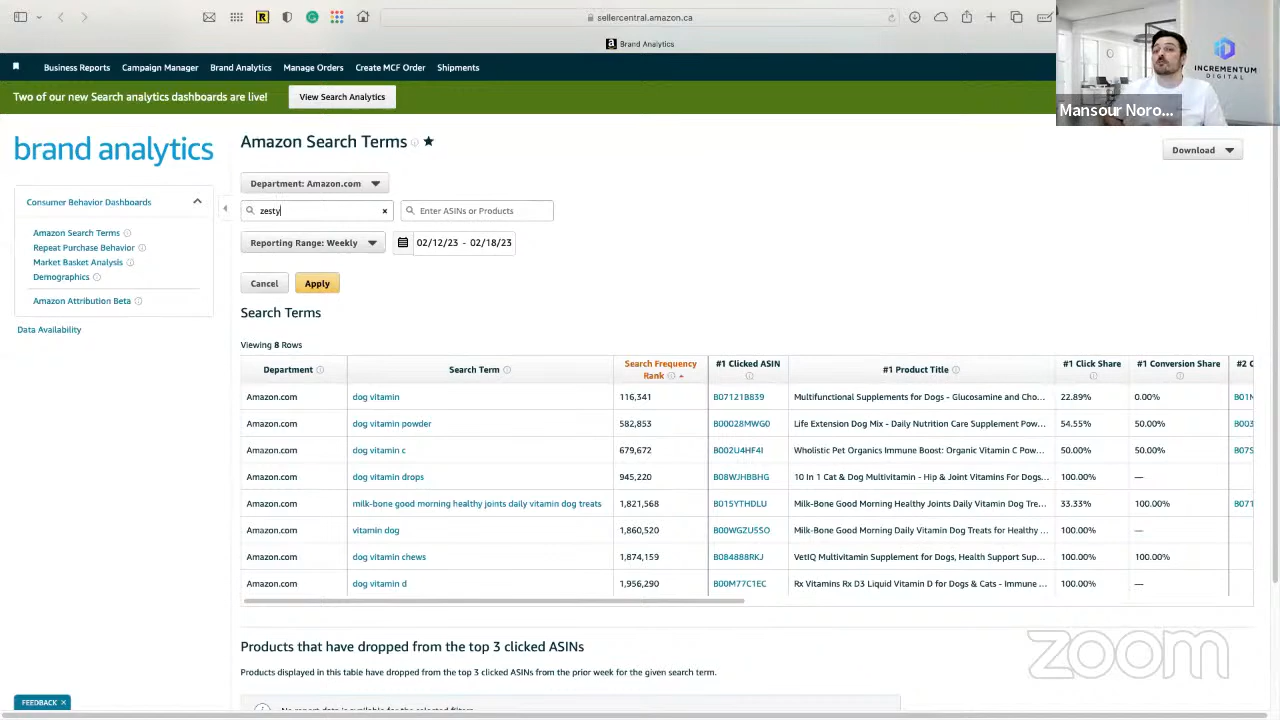 sellercentral.amazon.ca
Brand Analytics
Business Reports Campaign Manager Brand Analytics Manage Orders Create MCF Order Shipments
Two of our new Search analytics dashboards are live! View Search Analytics
INCREMENTUM
DIGITAL
Mansour Noro...
brand analytics
Consumer Behavior Dashboards
Amazon Search Terms
Repeat Purchase Behavior
Market Basket Analysis
Demographics
Amazon Attribution Beta
Data Availability
Amazon Search Terms
Download
Department: Amazon.com
zesty
Enter ASINs or Products
Reporting Range: Weekly 02/12/23 - 02/18/23
Cancel Apply
Search Terms
Viewing 8 Rows
Department Search Term Search Frequency Rank #1 Clicked ASIN #1 Product Title #1 Click Share #1 Conversion Share #2 C
Amazon.com dog vitamin 116,341 B07121B839 Multifunctional Supplements for Dogs - Glucosamine and Cho... 22.89% 0.00% B01N
Amazon.com dog vitamin powder 582,853 B00028MWG0 Life Extension Dog Mix - Daily Nutrition Care Supplement Pow... 54.55% 50.00% B003
Amazon.com dog vitamin c 679,672 B002U4HF4I Wholistic Pet Organics Immune Boost: Organic Vitamin C Pow... 50.00% 50.00% B07S
Amazon.com dog vitamin drops 945,220 B08WJHBBHG 10 In 1 Cat & Dog Multivitamin - Hip & Joint Vitamins For Dogs... 100.00% —
Amazon.com milk-bone good morning healthy joints daily vitamin dog treats 1,821,568 B015YTHDLU Milk-Bone Good Morning Healthy Joints Daily Vitamin Dog Treats 33.33% 100.00% B071
Amazon.com vitamin dog 1,860,520 B00WGZU5SO Milk-Bone Good Morning Daily Vitamin Dog Treats for Healthy ... 100.00% —
Amazon.com dog vitamin chews 1,874,159 B084888RKJ VetIQ Multivitamin Supplement for Dogs, Health Support Sup... 100.00% 100.00%
Amazon.com dog vitamin d 1,956,290 B00M77C1EC Rx Vitamins Rx D3 Liquid Vitamin D for Dogs & Cats - Immune ... 100.00% —
Products that have dropped from the top 3 clicked ASINs
Products displayed in this table have dropped from the top 3 clicked ASINs from the prior week for the given search term.
zoom
FEEDBACK